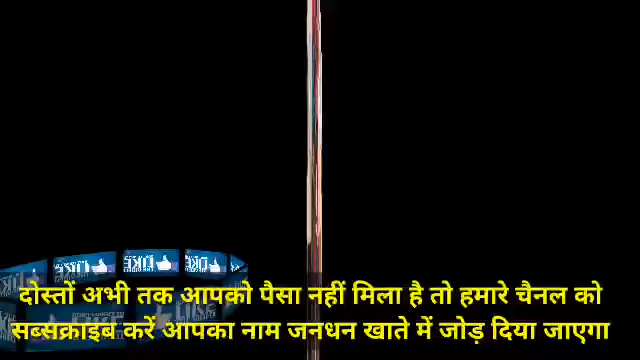 दोस्तों अभी तक आपको पैसा नहीं मिला है तो हमारे चैनल को
सब्सक्राइब करें आपका नाम जनधन खाते में जोड़ दिया जाएगा